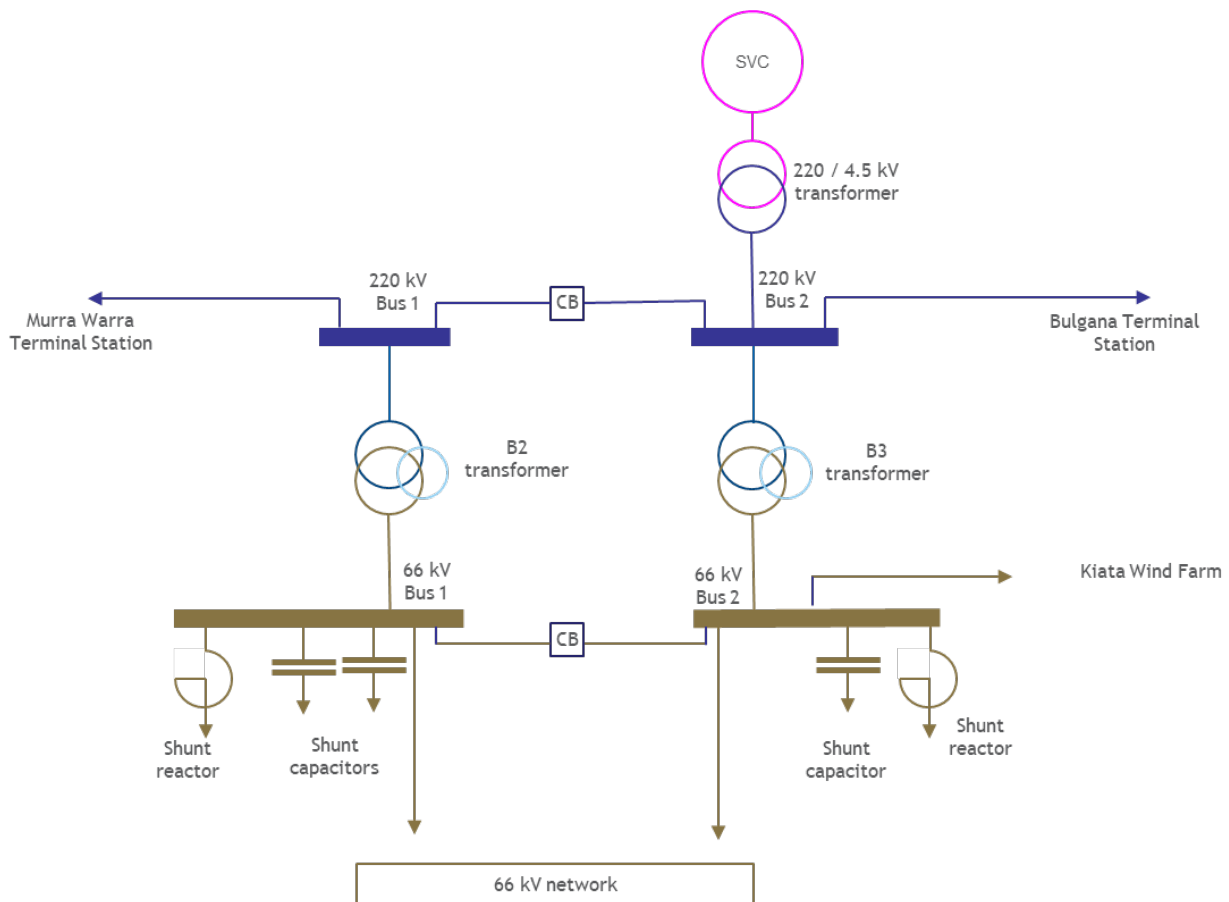 SVC
220 / 4.5 kV
transformer
220 kV
Bus 1
CB
220 kV
Bus 2
Murra Warra
Terminal Station
Bulgana Terminal
Station
B2
transformer
B3
transformer
66 kV
Bus 1
66 kV
Bus 2
Kiata Wind Farm
CB
Shunt
reactor
Shunt
capacitors
Shunt
capacitor
Shunt
reactor
66 kV network